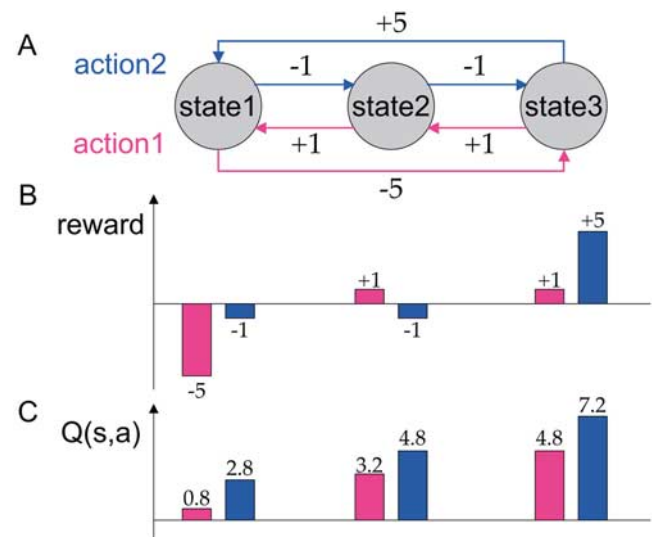 A
+5
action2
-1
-1
state1
state2
state3
action1
+1
+1
-5
B
reward
+5
+1
+1
-1
-1
-5
C
Q(s,a)
7.2
4.8
4.8
2.8
3.2
0.8